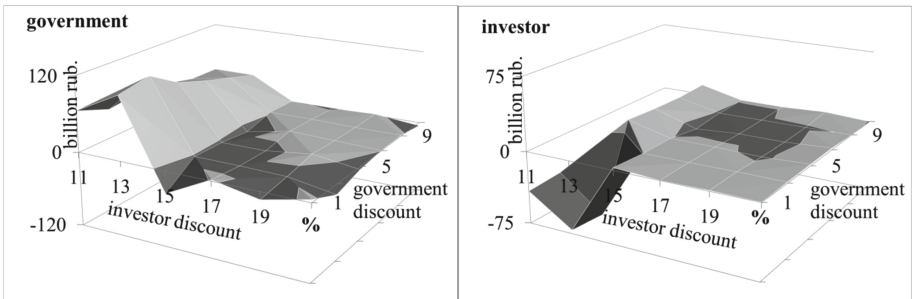 government
120
0
-120
billion rub.
11
13
15
17
19
%
investor discount
1
5
9
government
discount
investor
75
0
-75
billion rub.
11
13
15
17
19
%
investor discount
1
5
9
government
discount